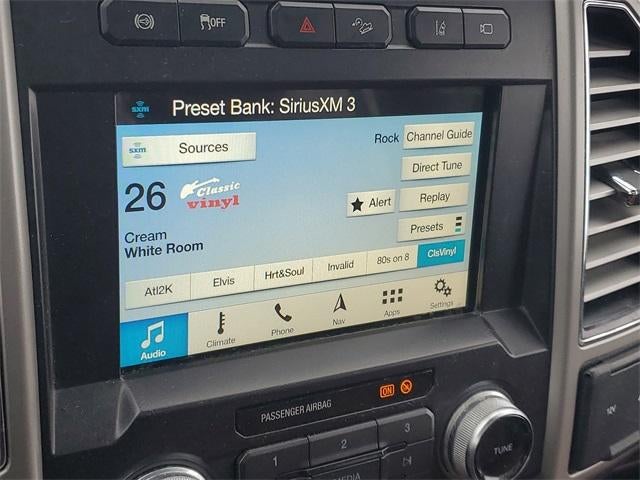 OFF
sxm
Preset Bank: SiriusXM 3
sxm
Sources
Rock
Channel Guide
Direct Tune
26
Classic
vinyl
Alert
Replay
Presets
Cream
White Room
Atl2K
Elvis
Hrt&Soul
Invalid
80s on 8
ClsVinyl
Audio
Climate
Phone
Nav
Apps
Settings
PASSENGER AIRBAG
ON
1
2
3
MEDIA
TUNE
12V